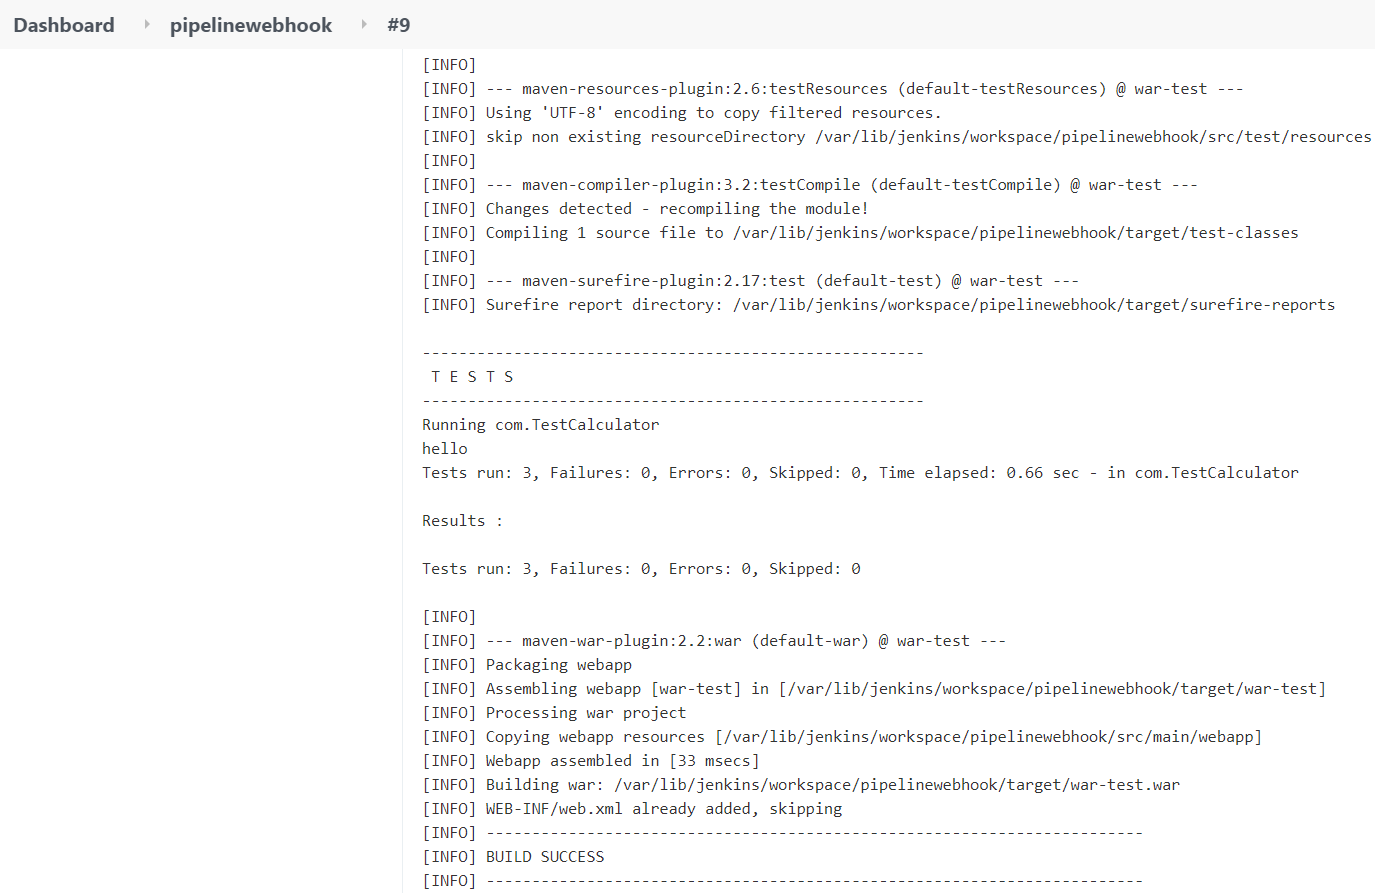 Dashboard pipelinewebhook #9
[INFO]
[INFO] --- maven-resources-plugin:2.6:testResources (default-testResources) @ war-test ---
[INFO] Using 'UTF-8' encoding to copy filtered resources.
[INFO] skip non existing resourceDirectory /var/lib/jenkins/workspace/pipelinewebhook/src/test/resources
[INFO]
[INFO] --- maven-compiler-plugin:3.2:testCompile (default-testCompile) @ war-test ---
[INFO] Changes detected - recompiling the module!
[INFO] Compiling 1 source file to /var/lib/jenkins/workspace/pipelinewebhook/target/test-classes
[INFO]
[INFO] --- maven-surefire-plugin:2.17:test (default-test) @ war-test ---
[INFO] Surefire report directory: /var/lib/jenkins/workspace/pipelinewebhook/target/surefire-reports
-------------------------------------------------------
T E S T S
-------------------------------------------------------
Running com.TestCalculator
hello
Tests run: 3, Failures: 0, Errors: 0, Skipped: 0, Time elapsed: 0.66 sec - in com.TestCalculator
Results :
Tests run: 3, Failures: 0, Errors: 0, Skipped: 0
[INFO]
[INFO] --- maven-war-plugin:2.2:war (default-war) @ war-test ---
[INFO] Packaging webapp
[INFO] Assembling webapp [war-test] in [/var/lib/jenkins/workspace/pipelinewebhook/target/war-test]
[INFO] Processing war project
[INFO] Copying webapp resources [/var/lib/jenkins/workspace/pipelinewebhook/src/main/webapp]
[INFO] Webapp assembled in [33 msecs]
[INFO] Building war: /var/lib/jenkins/workspace/pipelinewebhook/target/war-test.war
[INFO] WEB-INF/web.xml already added, skipping
[INFO] ------------------------------------------------------------------------
[INFO] BUILD SUCCESS
[INFO] ------------------------------------------------------------------------